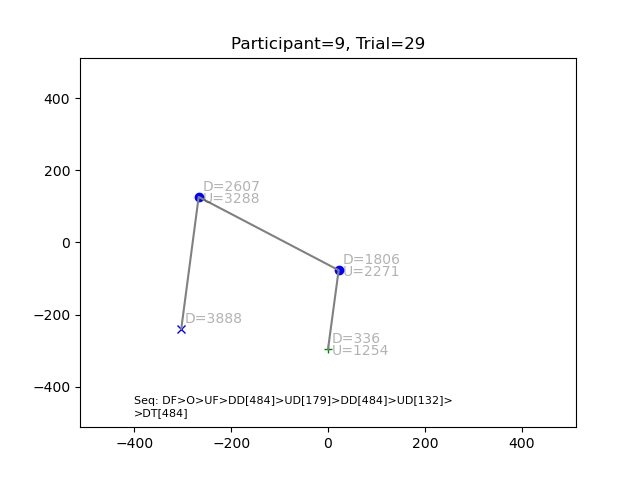 Participant=9, Trial=29
400
200
0
−200
−400
D=2607
U=3288
D=1806
U=2271
D=3888
D=336
U=1254
Seq: DF>O>UF>DD[484]>UD[179]>DD[484]>UD[132]>
>DT[484]
−400
−200
0
200
400